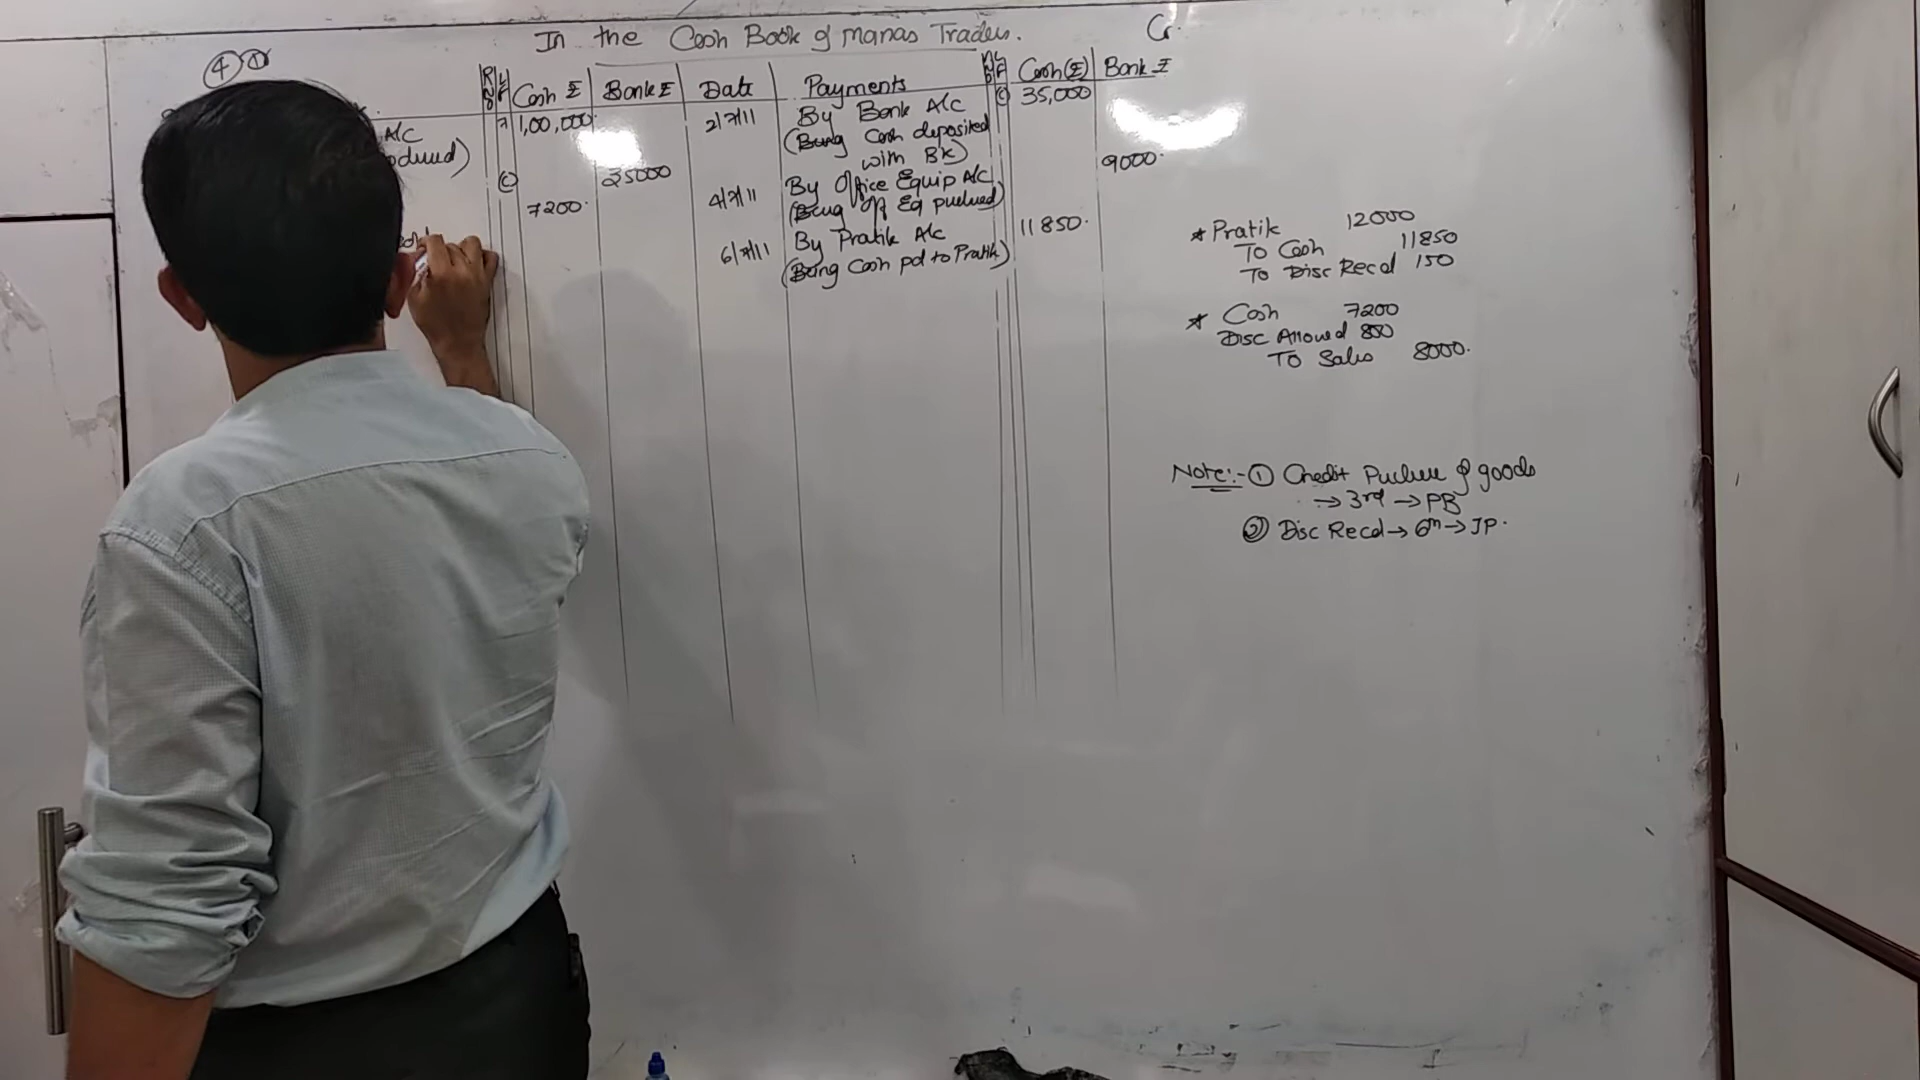 In the Cash Book of Manas Traders. Cr.
4 1
Cash ₹ Bank ₹ Date Payments Cash (₹) Bank ₹
A/c 1,00,000 2/7/11 By Bank A/c C 35,000
(Being Cash deposited
with Bk)
C 35000 9000
7200 4/7/11 By Office Equip A/c
(Being Off Eq puchued)
6/7/11 By Pratik A/c 11850
(Being Cash pd to Pratik)
* Pratik 12000
To Cash 11850
To Disc Recd 150
* Cash 7200
Disc Allowed 800
To Sales 8000
Note:- ① Credit Puchue of goods
→ 3rd → PB
② Disc Recd → 6th → JP.